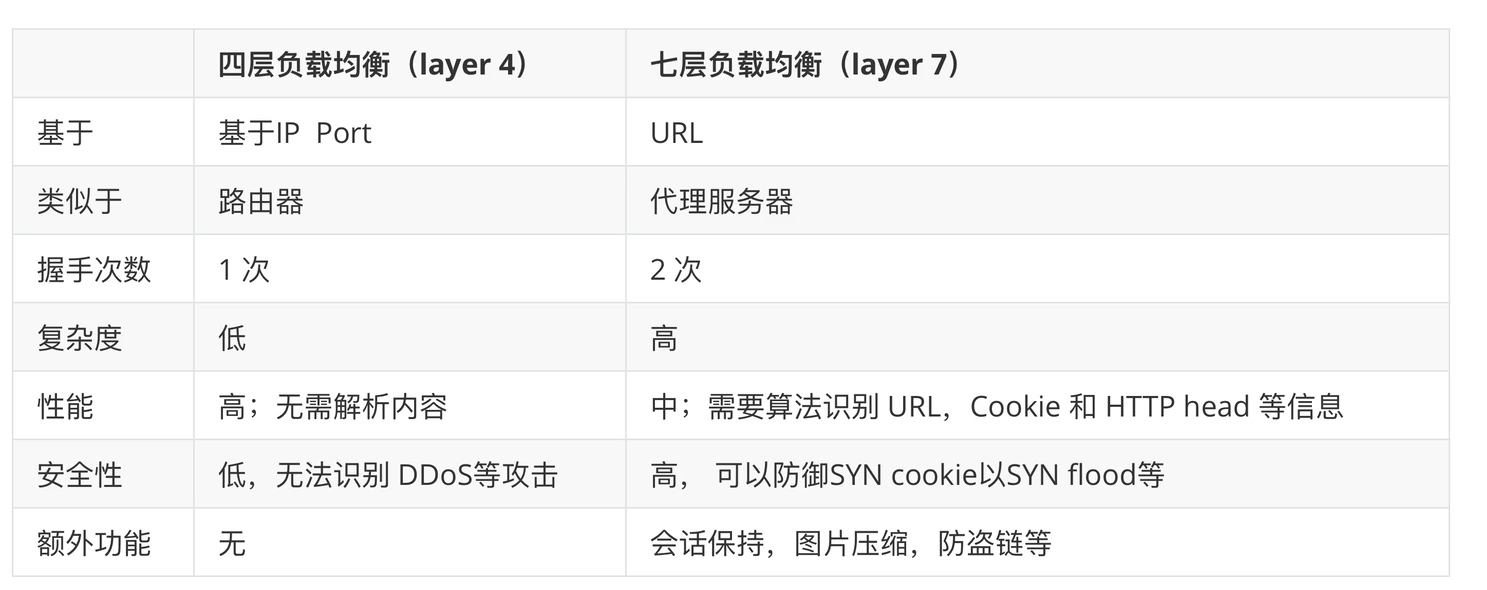 四层负载均衡（layer 4） 七层负载均衡（layer 7）
基于 基于IP Port URL
类似于 路由器 代理服务器
握手次数 1 次 2 次
复杂度 低 高
性能 高；无需解析内容 中；需要算法识别 URL，Cookie 和 HTTP head 等信息
安全性 低，无法识别 DDoS等攻击 高， 可以防御SYN cookie以SYN flood等
额外功能 无 会话保持，图片压缩，防盗链等